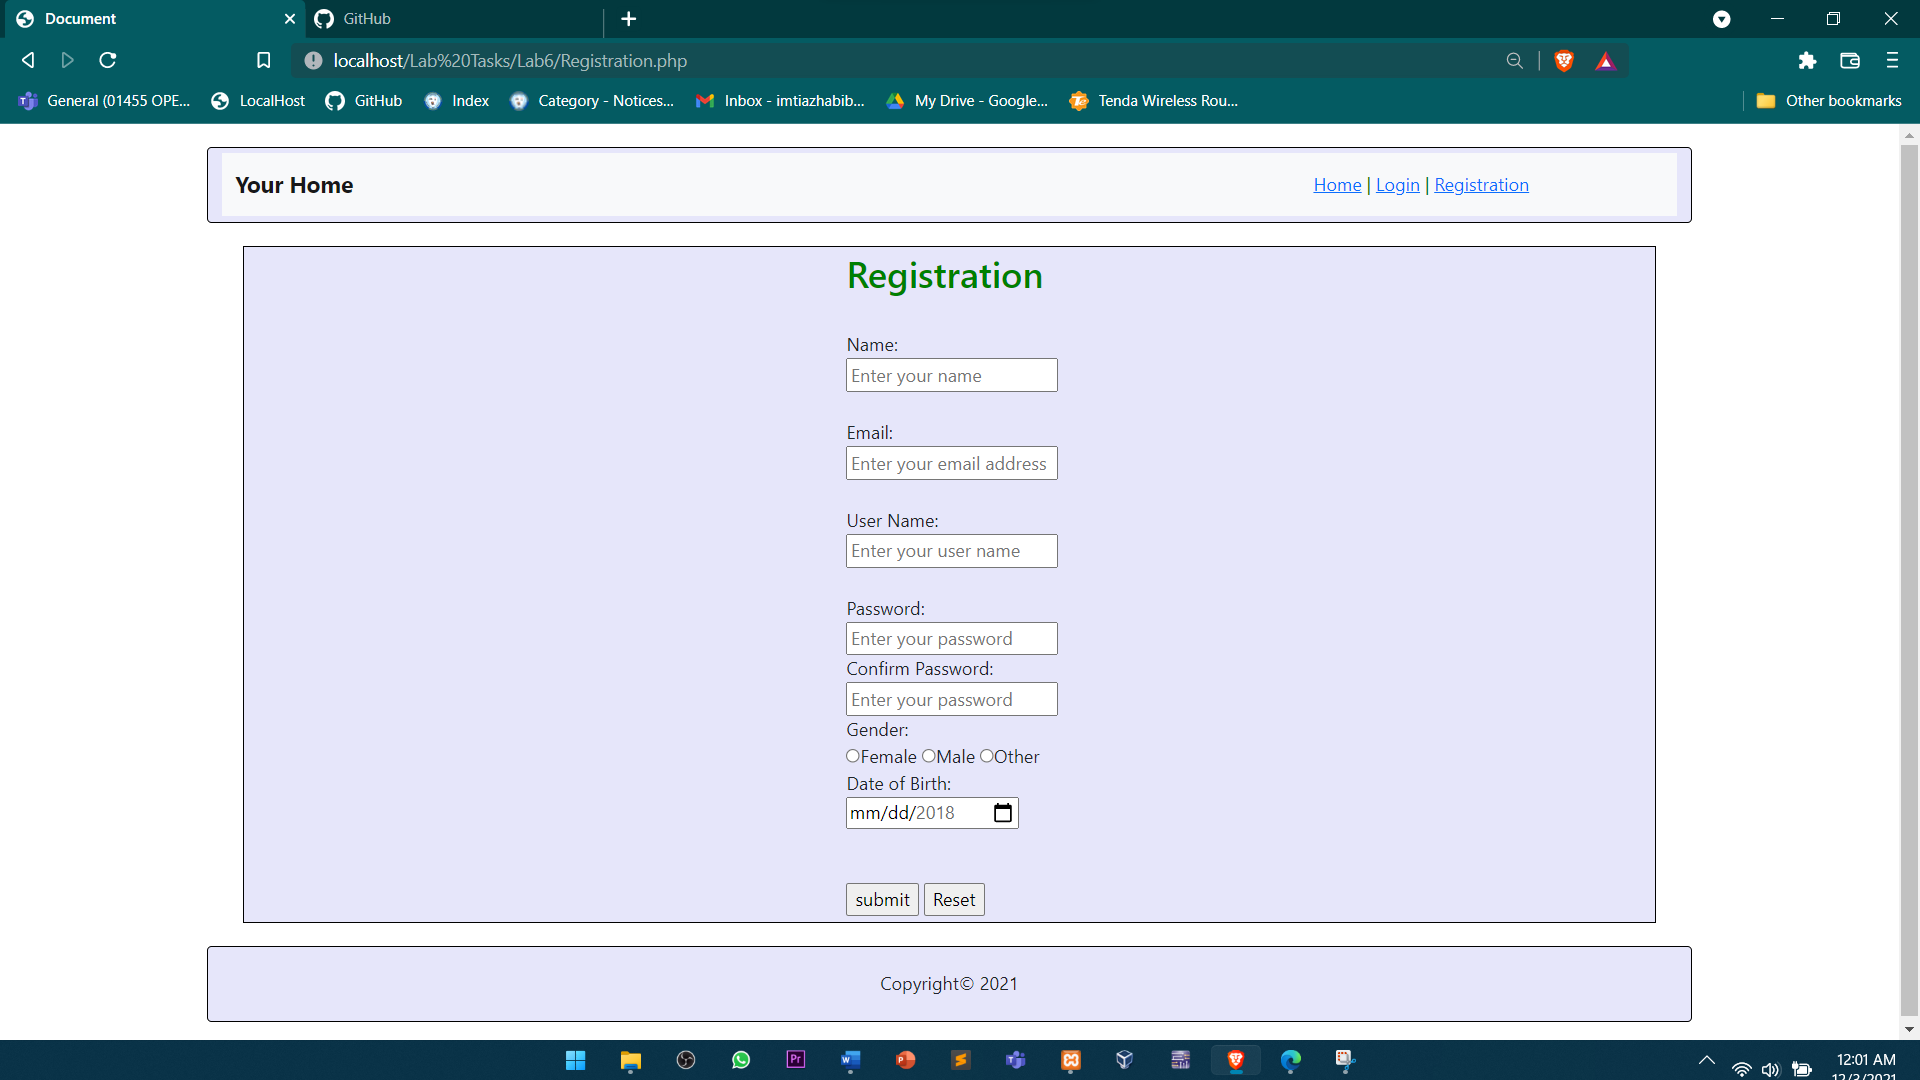 Document
GitHub
localhost/Lab%20Tasks/Lab6/Registration.php
General (01455 OPE...
LocalHost
GitHub
Index
Category - Notices...
Inbox - imtiazhabib...
My Drive - Google...
Tenda Wireless Rou...
Other bookmarks
Your Home
Home | Login | Registration
Registration
Name:
Enter your name
Email:
Enter your email address
User Name:
Enter your user name
Password:
Enter your password
Confirm Password:
Enter your password
Gender:
Female Male Other
Date of Birth:
mm/dd/2018
submit Reset
Copyright© 2021
Pr
W
P
12:01 AM
12/3/2021